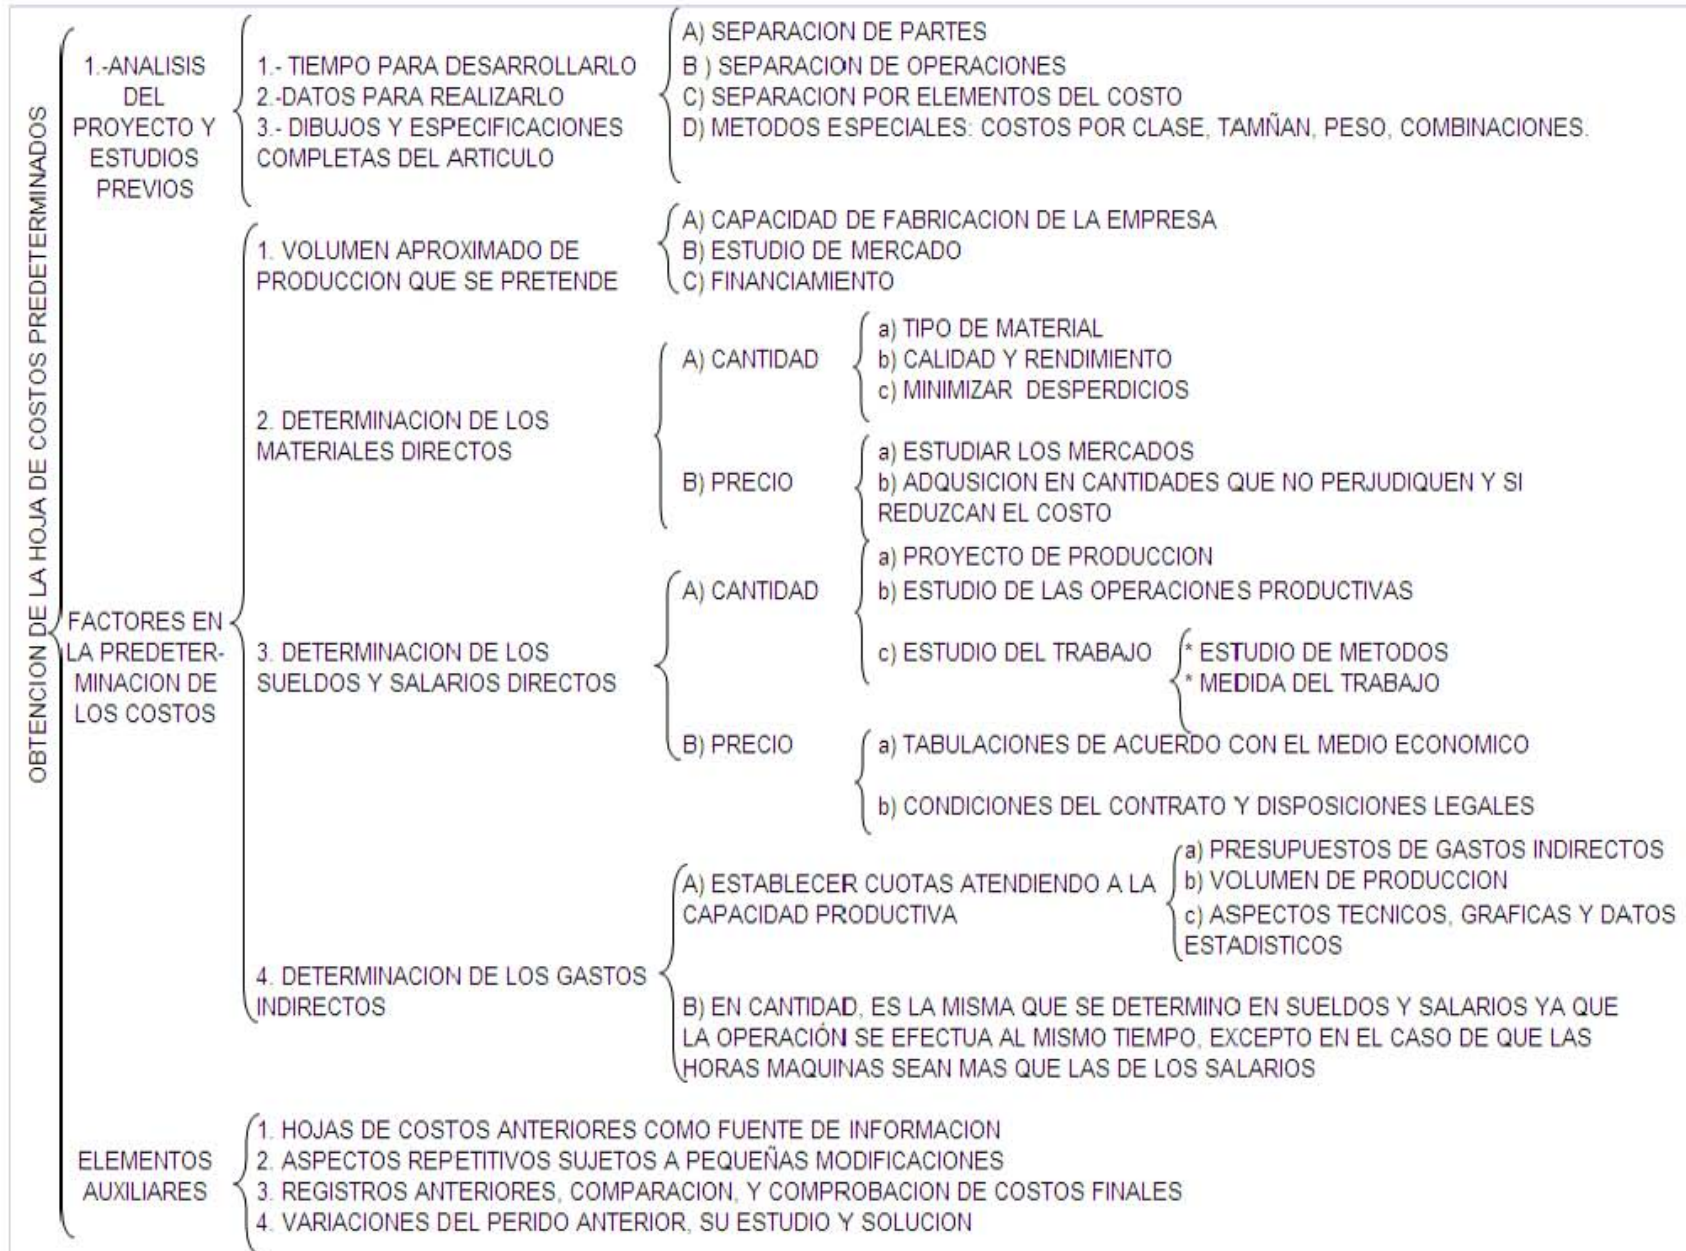 OBTENCION DE LA HOJA DE COSTOS PREDETERMINADOS
1.-ANALISIS
DEL
PROYECTO Y
ESTUDIOS
PREVIOS
1.- TIEMPO PARA DESARROLLARLO
2.-DATOS PARA REALIZARLO
3.- DIBUJOS Y ESPECIFICACIONES
COMPLETAS DEL ARTICULO
A) SEPARACION DE PARTES
B ) SEPARACION DE OPERACIONES
C) SEPARACION POR ELEMENTOS DEL COSTO
D) METODOS ESPECIALES: COSTOS POR CLASE, TAMÑAN, PESO, COMBINACIONES.
FACTORES EN
LA PREDETER-
MINACION DE
LOS COSTOS
1. VOLUMEN APROXIMADO DE
PRODUCCION QUE SE PRETENDE
A) CAPACIDAD DE FABRICACION DE LA EMPRESA
B) ESTUDIO DE MERCADO
C) FINANCIAMIENTO
2. DETERMINACION DE LOS
MATERIALES DIRECTOS
A) CANTIDAD
a) TIPO DE MATERIAL
b) CALIDAD Y RENDIMIENTO
c) MINIMIZAR DESPERDICIOS
B) PRECIO
a) ESTUDIAR LOS MERCADOS
b) ADQUSICION EN CANTIDADES QUE NO PERJUDIQUEN Y SI
REDUZCAN EL COSTO
3. DETERMINACION DE LOS
SUELDOS Y SALARIOS DIRECTOS
A) CANTIDAD
a) PROYECTO DE PRODUCCION
b) ESTUDIO DE LAS OPERACIONES PRODUCTIVAS
c) ESTUDIO DEL TRABAJO
* ESTUDIO DE METODOS
* MEDIDA DEL TRABAJO
B) PRECIO
a) TABULACIONES DE ACUERDO CON EL MEDIO ECONOMICO
b) CONDICIONES DEL CONTRATO Y DISPOSICIONES LEGALES
4. DETERMINACION DE LOS GASTOS
INDIRECTOS
A) ESTABLECER CUOTAS ATENDIENDO A LA
CAPACIDAD PRODUCTIVA
a) PRESUPUESTOS DE GASTOS INDIRECTOS
b) VOLUMEN DE PRODUCCION
c) ASPECTOS TECNICOS, GRAFICAS Y DATOS
ESTADISTICOS
B) EN CANTIDAD, ES LA MISMA QUE SE DETERMINO EN SUELDOS Y SALARIOS YA QUE
LA OPERACIÓN SE EFECTUA AL MISMO TIEMPO, EXCEPTO EN EL CASO DE QUE LAS
HORAS MAQUINAS SEAN MAS QUE LAS DE LOS SALARIOS
ELEMENTOS
AUXILIARES
1. HOJAS DE COSTOS ANTERIORES COMO FUENTE DE INFORMACION
2. ASPECTOS REPETITIVOS SUJETOS A PEQUEÑAS MODIFICACIONES
3. REGISTROS ANTERIORES, COMPARACION, Y COMPROBACION DE COSTOS FINALES
4. VARIACIONES DEL PERIDO ANTERIOR, SU ESTUDIO Y SOLUCION